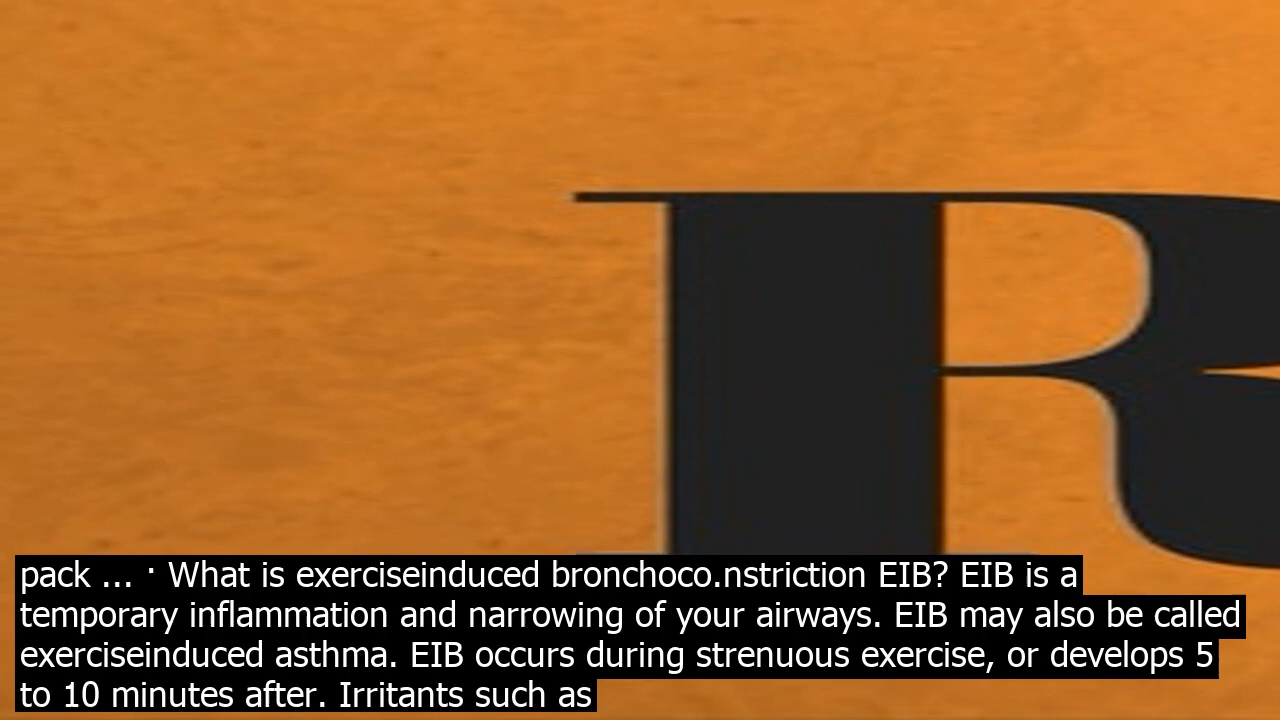 R
pack ... · What is exerciseinduced bronchoco.nstriction EIB? EIB is a
temporary inflammation and narrowing of your airways. EIB may also be called
exerciseinduced asthma. EIB occurs during strenuous exercise, or develops 5
to 10 minutes after. Irritants such as